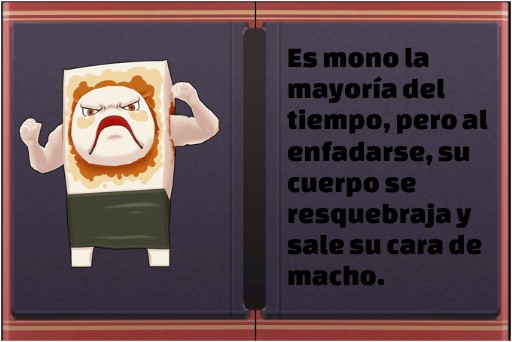 Es mono la
mayoría del
tiempo, pero al
enfadarse, su
cuerpo se
resquebraja y
sale su cara de
macho.